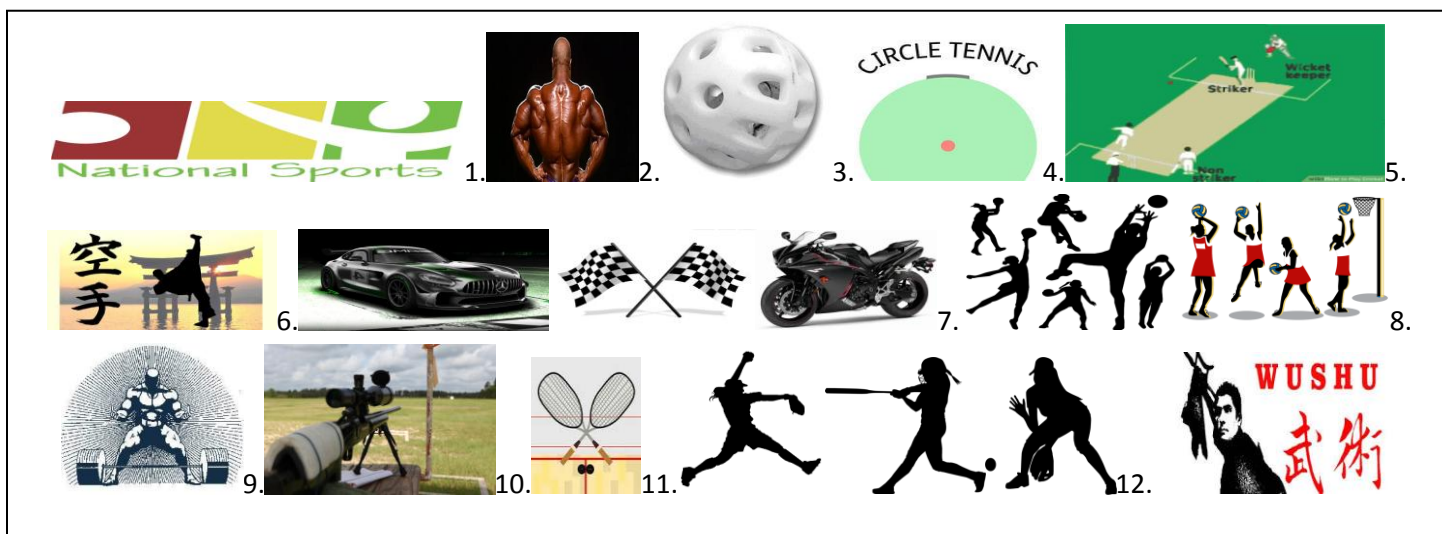 National Sports
1.
2.
3.
CIRCLE TENNIS
4.
Wicket
keeper
Striker
Non
striker
5.
空
手
6.
7.
8.
9.
10.
11.
12.
WUSHU
武術